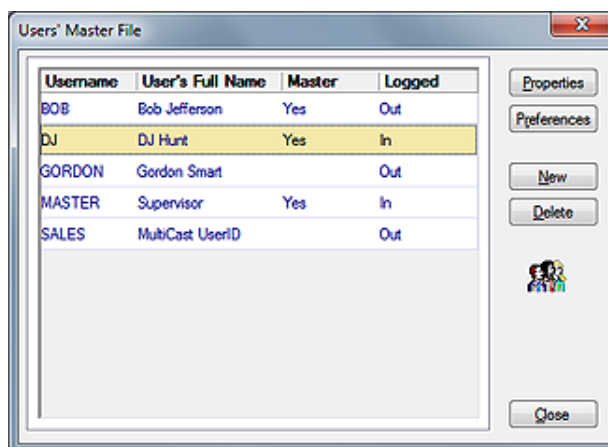 Users' Master File
Username User's Full Name Master Logged
BOB Bob Jefferson Yes Out
DJ DJ Hunt Yes In
GORDON Gordon Smart Out
MASTER Supervisor Yes In
SALES MultiCast UserID Out
Properties
Preferences
New
Delete
Close